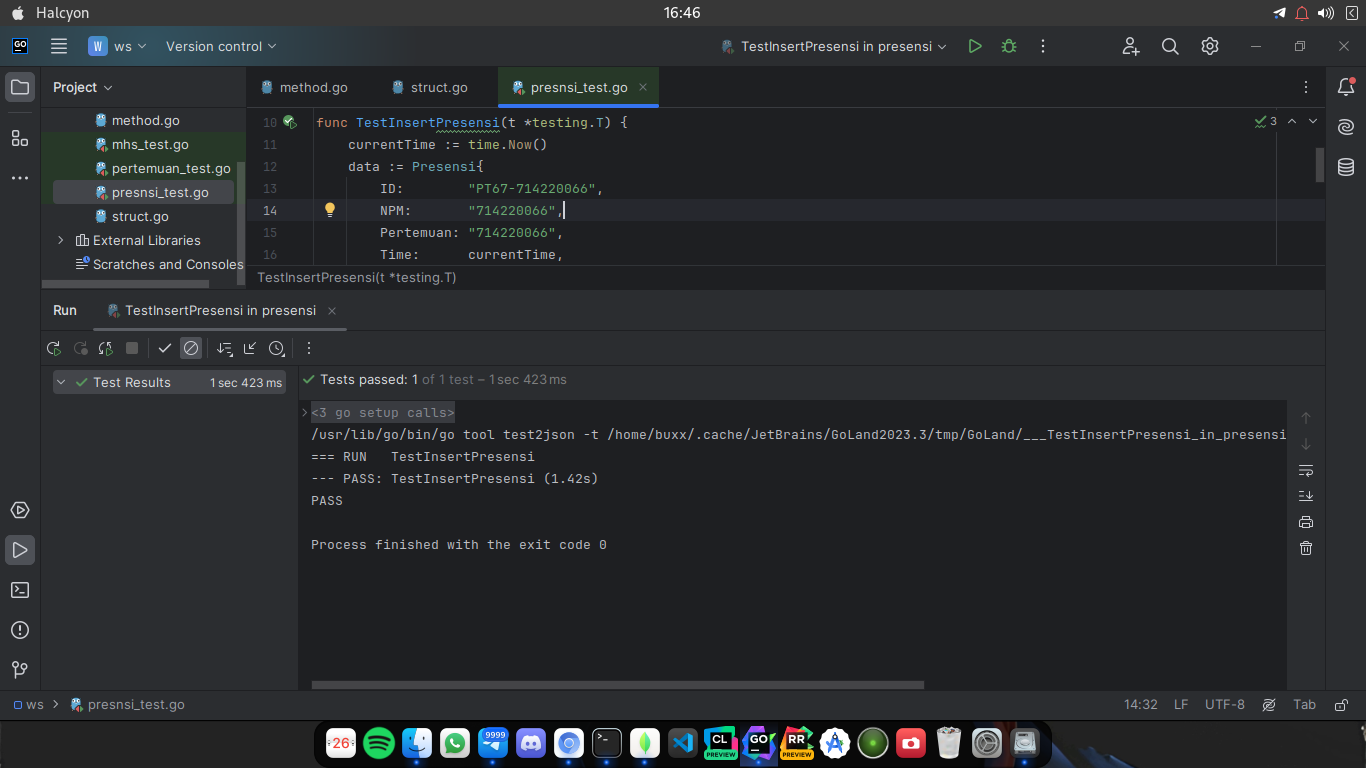 Halcyon
16:46
GO
W
ws
Version control
TestInsertPresensi in presensi
Project
method.go
struct.go
presnsi_test.go
method.go
mhs_test.go
pertemuan_test.go
presnsi_test.go
struct.go
External Libraries
Scratches and Consoles
10 func TestInsertPresensi(t *testing.T) {
3
11 currentTime := time.Now()
12 data := Presensi{
13 ID: "PT67-714220066",
14 NPM: "714220066",
15 Pertemuan: "714220066",
16 Time: currentTime,
TestInsertPresensi(t *testing.T)
Run
TestInsertPresensi in presensi
Test Results 1 sec 423 ms
Tests passed: 1 of 1 test – 1 sec 423 ms
<3 go setup calls>
/usr/lib/go/bin/go tool test2json -t /home/buxx/.cache/JetBrains/GoLand2023.3/tmp/GoLand/___TestInsertPresensi_in_presensi
=== RUN   TestInsertPresensi
--- PASS: TestInsertPresensi (1.42s)
PASS
Process finished with the exit code 0
ws
presnsi_test.go
14:32
LF
UTF-8
Tab
26
9999
CL
PREVIEW
GO
RR
PREVIEW